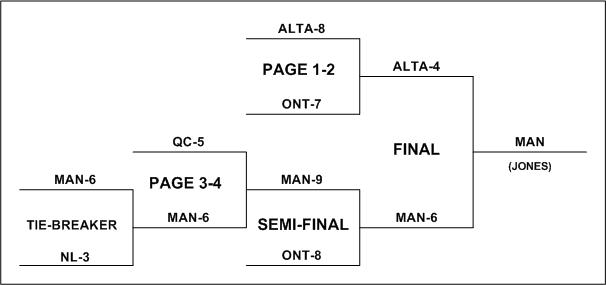 ALTA-8
PAGE 1-2
ALTA-4
ONT-7
QC-5
FINAL
MAN
(JONES)
MAN-6
PAGE 3-4
MAN-9
TIE-BREAKER
MAN-6
SEMI-FINAL
MAN-6
NL-3
ONT-8